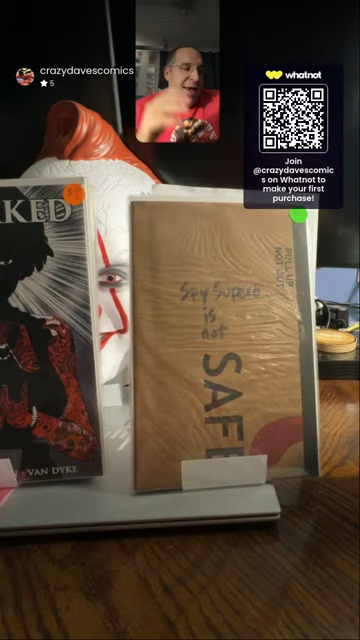 crazydavescomics
5
whatnot
Join
@crazydavescomic
s on Whatnot to
make your first
purchase!
KED
PULL UP
NOT OUT
Spy Superb
is
not
SAFE
VAN DYKE